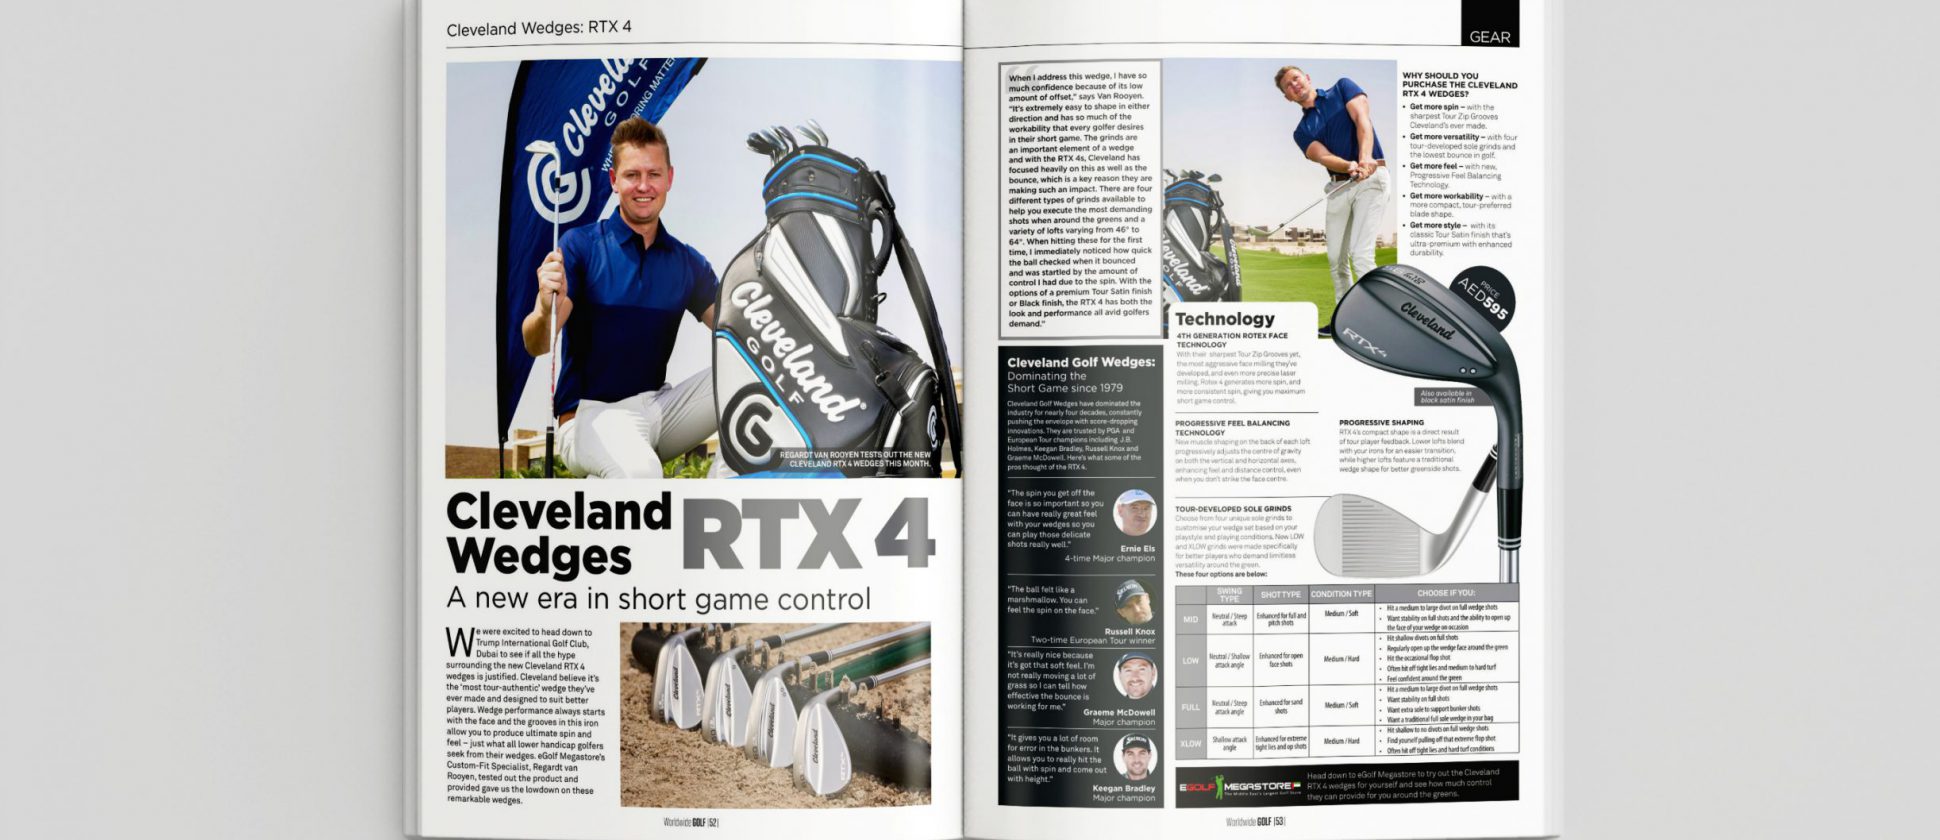 Cleveland Wedges: RTX 4
GEAR
Cleveland
GOLF
WH
ORING MATTE
Cleveland
GOLF
REGARDT VAN ROOYEN TESTS OUT THE NEW
CLEVELAND RTX 4 WEDGES THIS MONTH.
Cleveland
Wedges
RTX 4
A new era in short game control
We were excited to head down to
Trump International Golf Club,
Dubai to see if all the hype
surrounding the new Cleveland RTX 4
wedges is justified. Cleveland believe it's
the 'most tour-authentic' wedge they've
ever made and designed to suit better
players. Wedge performance always starts
with the face and the grooves in this iron
allow you to produce ultimate spin and
feel – just what all lower handicap golfers
seek from their wedges. eGolf Megastore's
Custom-Fit Specialist, Regardt van
Rooyen, tested out the product and
provided gave us the lowdown on these
remarkable wedges.
Worldwide GOLF |52|
When I address this wedge, I have so
much confidence because of its low
amount of offset," says Van Rooyen.
"It's extremely easy to shape in either
direction and has so much of the
workability that every golfer desires
in their short game. The grinds are
an important element of a wedge
and with the RTX 4s, Cleveland has
focused heavily on this as well as the
bounce, which is a key reason they are
making such an impact. There are four
different types of grinds available to
help you execute the most demanding
shots when around the greens and a
variety of lofts varying from 46° to
64°. When hitting these for the first
time, I immediately noticed how quick
the ball checked when it bounced
and was startled by the amount of
control I had due to the spin. With the
options of a premium Tour Satin finish
or Black finish, the RTX 4 has both the
look and performance all avid golfers
demand."
Cleveland Golf Wedges:
Dominating the
Short Game since 1979
Cleveland Golf Wedges have dominated the
industry for nearly four decades, constantly
pushing the envelope with score-dropping
innovations. They are trusted by PGA and
European Tour champions including J.B.
Holmes, Keegan Bradley, Russell Knox and
Graeme McDowell. Here's what some of the
pros thought of the RTX 4.
"The spin you get off the
face is so important so you
can have really great feel
with your wedges so you
can play those delicate
shots really well."
Ernie Els
4-time Major champion
"The ball felt like a
marshmallow. You can
feel the spin on the face."
Russell Knox
Two-time European Tour winner
"It's really nice because
it's got that soft feel. I'm
not really moving a lot of
grass so I can tell how
effective the bounce is
working for me."
Graeme McDowell
Major champion
"It gives you a lot of room
for error in the bunkers. It
allows you to really hit the
ball with spin and come out
with height."
Keegan Bradley
Major champion
WHY SHOULD YOU
PURCHASE THE CLEVELAND
RTX 4 WEDGES?
• Get more spin – with the
sharpest Tour Zip Grooves
Cleveland's ever made.
• Get more versatility – with four
tour-developed sole grinds and
the lowest bounce in golf.
• Get more feel – with new,
Progressive Feel Balancing
Technology.
• Get more workability – with a
more compact, tour-preferred
blade shape.
• Get more style – with its
classic Tour Satin finish that's
ultra-premium with enhanced
durability.
PRICE
AED595
Cleveland
RTX 4
Also available in
black satin finish
Technology
4TH GENERATION ROTEX FACE
TECHNOLOGY
With their sharpest Tour Zip Grooves yet,
the most aggressive face milling they've
developed, and even more precise laser
milling, Rotex 4 generates more spin, and
more consistent spin, giving you maximum
short game control.
PROGRESSIVE FEEL BALANCING
TECHNOLOGY
New muscle shaping on the back of each loft
progressively adjusts the centre of gravity
on both the vertical and horizontal axes,
enhancing feel and distance control, even
when you don't strike the face centre.
PROGRESSIVE SHAPING
RTX 4's compact shape is a direct result
of tour player feedback. Lower lofts blend
with your irons for an easier transition,
while higher lofts feature a traditional
wedge shape for better greenside shots.
TOUR-DEVELOPED SOLE GRINDS
Choose from four unique sole grinds to
customise your wedge set based on your
playstyle and playing conditions. New LOW
and XLOW grinds were made specifically
for better players who demand limitless
versatility around the green.
These four options are below:
SWING TYPE SHOT TYPE CONDITION TYPE CHOOSE IF YOU:
MID Neutral / Steep attack Enhanced for full and pitch shots Medium / Soft
• Hit a medium to large divot on full wedge shots
• Want stability on full shots and the ability to open up
the face of your wedge on occasion
LOW Neutral / Shallow attack angle Enhanced for open face shots Medium / Hard
• Hit shallow divots on full shots
• Regularly open up the wedge face around the green
• Hit the occasional flop shot
• Often hit off tight lies and medium to hard turf
• Feel confident around the green
FULL Neutral / Steep attack angle Enhanced for sand shots Medium / Soft
• Hit a medium to large divot on full wedge shots
• Want stability on full shots
• Want extra sole to support bunker shots
• Want a traditional full sole wedge in your bag
XLOW Shallow attack angle Enhanced for extreme tight lies and op shots Medium / Hard
• Hit shallow to no divots on full wedge shots
• Find yourself pulling off that extreme flop shot
• Often hit off tight lies and hard turf conditions
EGOLF MEGASTORE
The Middle East's Largest Golf Store
Head down to eGolf Megastore to try out the Cleveland
RTX 4 wedges for yourself and see how much control
they can provide for you around the greens.
Worldwide GOLF |53|